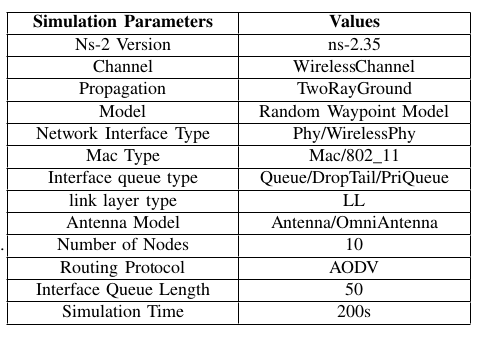 Simulation Parameters Values
Ns-2 Version ns-2.35
Channel WirelessChannel
Propagation TwoRayGround
Model Random Waypoint Model
Network Interface Type Phy/WirelessPhy
Mac Type Mac/802_11
Interface queue type Queue/DropTail/PriQueue
link layer type LL
Antenna Model Antenna/OmniAntenna
. Number of Nodes 10
Routing Protocol AODV
Interface Queue Length 50
Simulation Time 200s